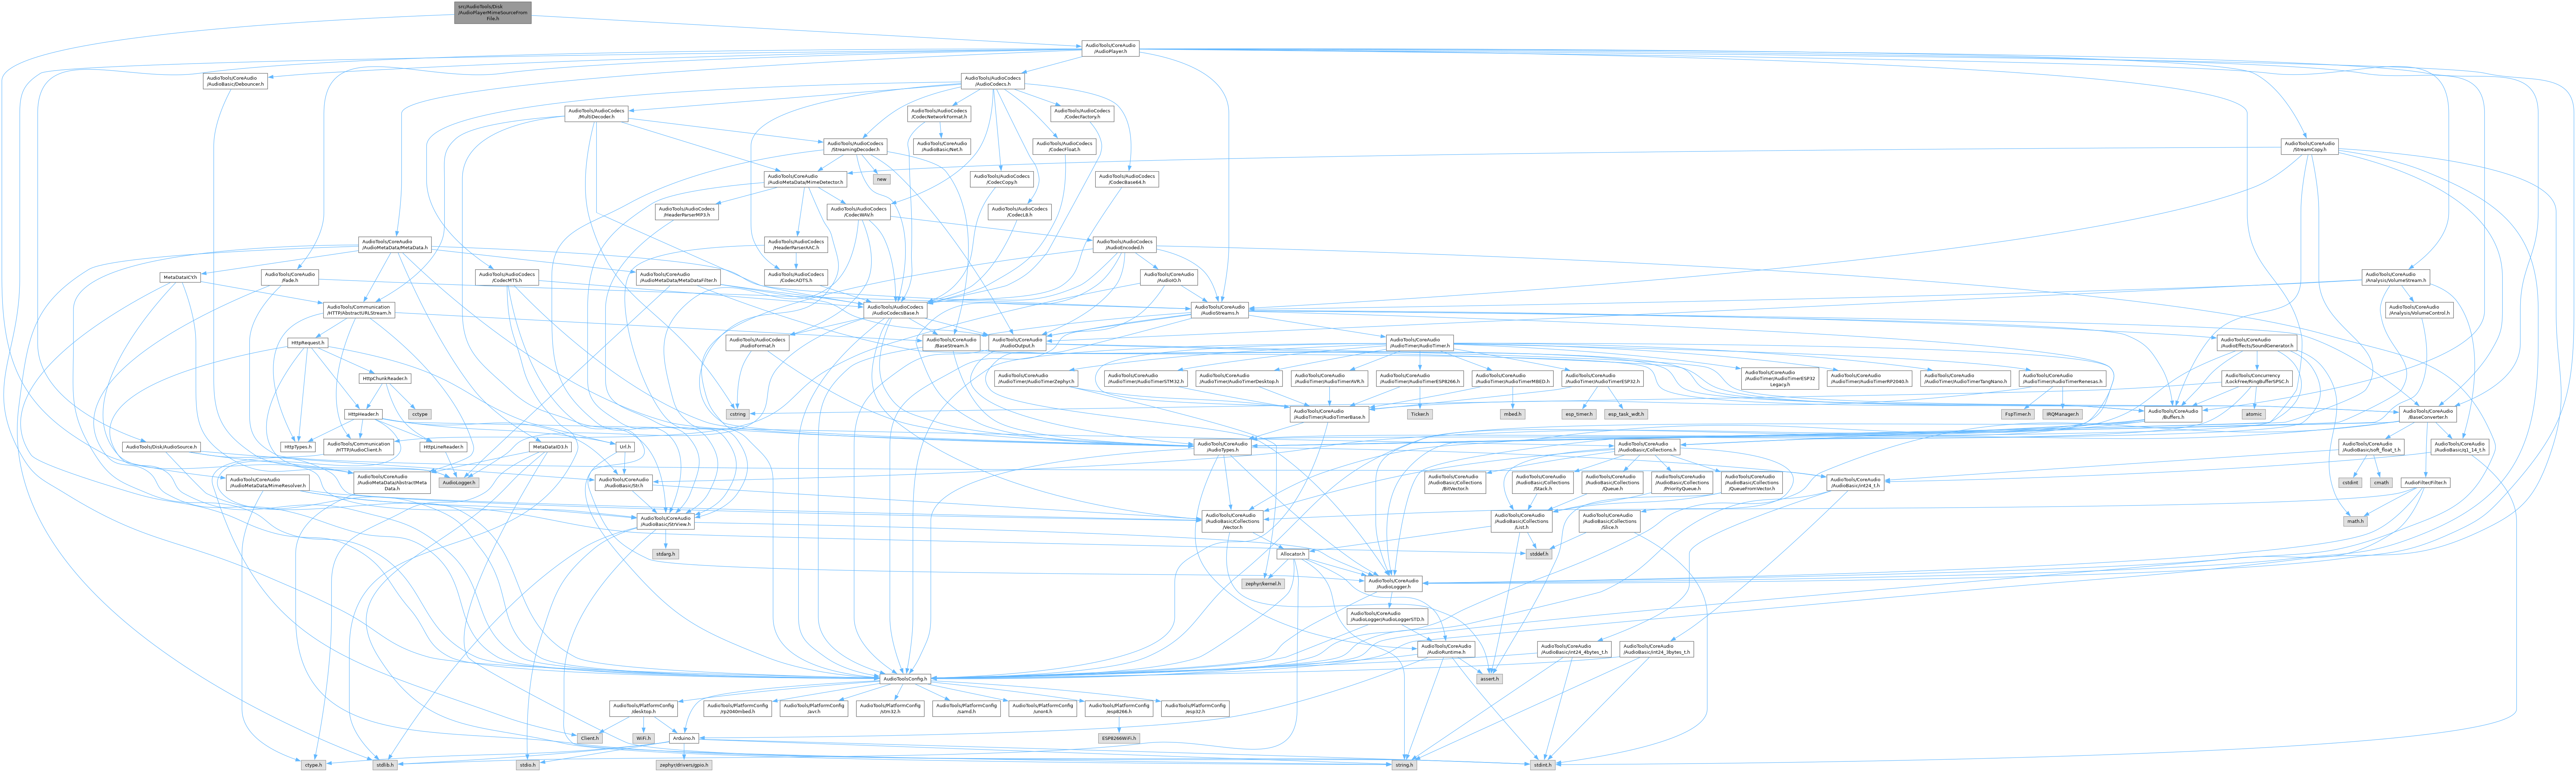 src/AudioTools/Disk
/AudioPlayerMimeSourceFrom
File.h
AudioTools/CoreAudio
/AudioPlayer.h
AudioTools/CoreAudio
/AudioBasic/Debouncer.h
AudioTools/AudioCodecs
/AudioCodecs.h
AudioTools/AudioCodecs
/MultiDecoder.h
AudioTools/AudioCodecs
/CodecNetworkFormat.h
AudioTools/AudioCodecs
/CodecFactory.h
AudioTools/AudioCodecs
/StreamingDecoder.h
AudioTools/CoreAudio
/AudioBasic/Net.h
AudioTools/AudioCodecs
/CodecFloat.h
AudioTools/CoreAudio
/StreamCopy.h
AudioTools/CoreAudio
/AudioMetaData/MimeDetector.h
new
AudioTools/AudioCodecs
/CodecCopy.h
AudioTools/AudioCodecs
/CodecBase64.h
AudioTools/AudioCodecs
/HeaderParserMP3.h
AudioTools/AudioCodecs
/CodecWAV.h
AudioTools/AudioCodecs
/CodecL8.h
AudioTools/CoreAudio
/AudioMetaData/MetaData.h
AudioTools/AudioCodecs
/HeaderParserAAC.h
AudioTools/AudioCodecs
/AudioEncoded.h
MetaDataICY.h
AudioTools/CoreAudio
/Fade.h
AudioTools/AudioCodecs
/CodecMTS.h
AudioTools/CoreAudio
/AudioMetaData/MetaDataFilter.h
AudioTools/AudioCodecs
/CodecADTS.h
AudioTools/CoreAudio
/AudioIO.h
AudioTools/CoreAudio
/Analysis/VolumeStream.h
AudioTools/Communication
/HTTP/AbstractURLStream.h
AudioTools/AudioCodecs
/AudioCodecsBase.h
AudioTools/CoreAudio
/AudioStreams.h
AudioTools/CoreAudio
/Analysis/VolumeControl.h
HttpRequest.h
AudioTools/AudioCodecs
/AudioFormat.h
AudioTools/CoreAudio
/BaseStream.h
AudioTools/CoreAudio
/AudioOutput.h
AudioTools/CoreAudio
/AudioTimer/AudioTimer.h
AudioTools/CoreAudio
/AudioEffects/SoundGenerator.h
HttpChunkReader.h
AudioTools/CoreAudio
/AudioTimer/AudioTimerZephyr.h
AudioTools/CoreAudio
/AudioTimer/AudioTimerSTM32.h
AudioTools/CoreAudio
/AudioTimer/AudioTimerDesktop.h
AudioTools/CoreAudio
/AudioTimer/AudioTimerAVR.h
AudioTools/CoreAudio
/AudioTimer/AudioTimerESP8266.h
AudioTools/CoreAudio
/AudioTimer/AudioTimerMBED.h
AudioTools/CoreAudio
/AudioTimer/AudioTimerESP32.h
AudioTools/CoreAudio
/AudioTimer/AudioTimerESP32
Legacy.h
AudioTools/CoreAudio
/AudioTimer/AudioTimerRP2040.h
AudioTools/CoreAudio
/AudioTimer/AudioTimerTangNano.h
AudioTools/CoreAudio
/AudioTimer/AudioTimerRenesas.h
AudioTools/Concurrency
/LockFree/RingBufferSPSC.h
HttpHeader.h
cctype
cstring
AudioTools/CoreAudio
/AudioTimer/AudioTimerBase.h
Ticker.h
mbed.h
esp_timer.h
esp_task_wdt.h
FspTimer.h
IRQManager.h
AudioTools/CoreAudio
/Buffers.h
atomic
AudioTools/CoreAudio
/BaseConverter.h
AudioTools/Disk/AudioSource.h
HttpTypes.h
AudioTools/Communication
/HTTP/AudioClient.h
HttpLineReader.h
MetaDataID3.h
Url.h
AudioTools/CoreAudio
/AudioTypes.h
AudioTools/CoreAudio
/AudioBasic/Collections.h
AudioTools/CoreAudio
/AudioBasic/soft_float_t.h
AudioTools/CoreAudio
/AudioBasic/q1_14_t.h
AudioTools/CoreAudio
/AudioMetaData/MimeResolver.h
AudioTools/CoreAudio
/AudioMetaData/AbstractMeta
Data.h
AudioLogger.h
AudioTools/CoreAudio
/AudioBasic/Str.h
AudioTools/CoreAudio
/AudioBasic/Collections
/BitVector.h
AudioTools/CoreAudio
/AudioBasic/Collections
/Stack.h
AudioTools/CoreAudio
/AudioBasic/Collections
/Queue.h
AudioTools/CoreAudio
/AudioBasic/Collections
/PriorityQueue.h
AudioTools/CoreAudio
/AudioBasic/Collections
/QueueFromVector.h
AudioTools/CoreAudio
/AudioBasic/int24_t.h
cstdint
cmath
AudioFilter/Filter.h
AudioTools/CoreAudio
/AudioBasic/StrView.h
AudioTools/CoreAudio
/AudioBasic/Collections
/Vector.h
AudioTools/CoreAudio
/AudioBasic/Collections
/List.h
AudioTools/CoreAudio
/AudioBasic/Collections
/Slice.h
math.h
stdarg.h
Allocator.h
stddef.h
zephyr/kernel.h
AudioTools/CoreAudio
/AudioLogger.h
AudioTools/CoreAudio
/AudioLogger/AudioLoggerSTD.h
AudioTools/CoreAudio
/AudioRuntime.h
AudioTools/CoreAudio
/AudioBasic/int24_4bytes_t.h
AudioTools/CoreAudio
/AudioBasic/int24_3bytes_t.h
AudioToolsConfig.h
assert.h
AudioTools/PlatformConfig
/desktop.h
AudioTools/PlatformConfig
/rp2040mbed.h
AudioTools/PlatformConfig
/avr.h
AudioTools/PlatformConfig
/stm32.h
AudioTools/PlatformConfig
/samd.h
AudioTools/PlatformConfig
/unor4.h
AudioTools/PlatformConfig
/esp8266.h
AudioTools/PlatformConfig
/esp32.h
Client.h
WiFi.h
Arduino.h
ESP8266WiFi.h
ctype.h
stdlib.h
stdio.h
zephyr/drivers/gpio.h
string.h
stdint.h